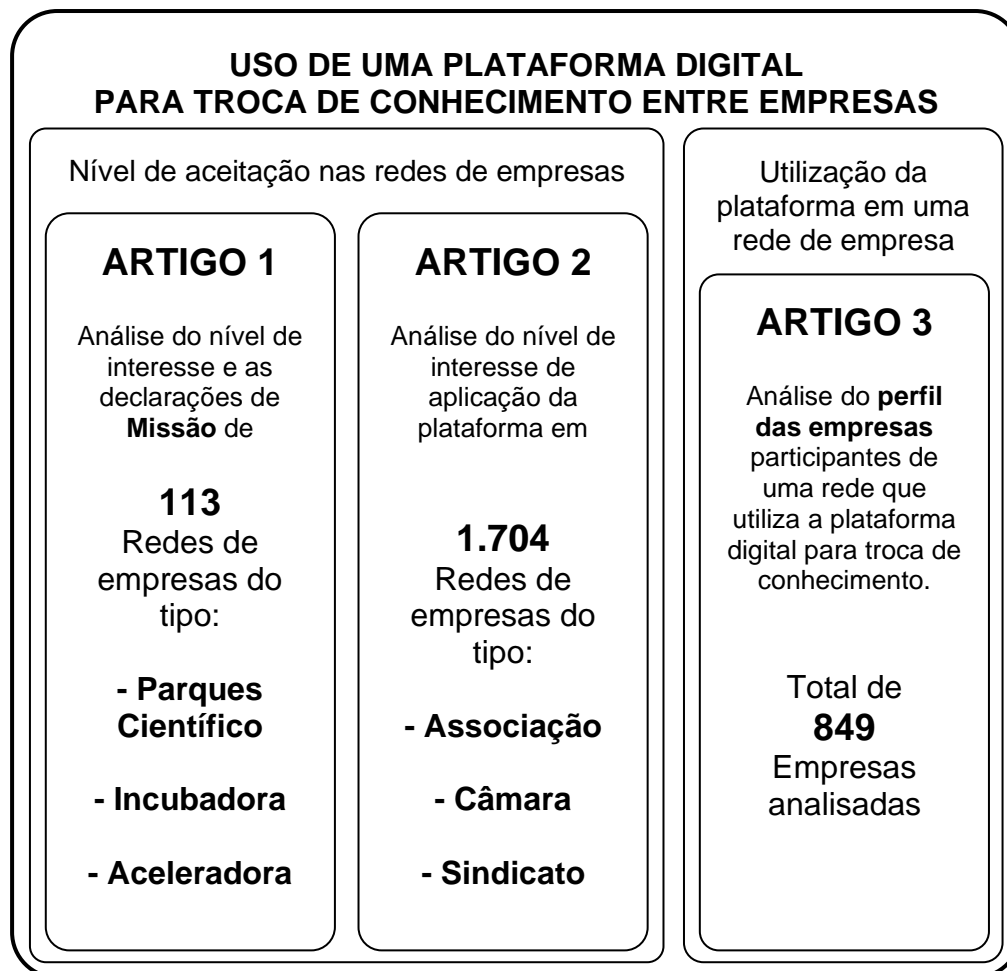 USO DE UMA PLATAFORMA DIGITAL
PARA TROCA DE CONHECIMENTO ENTRE EMPRESAS
Nível de aceitação nas redes de empresas
ARTIGO 1
Análise do nível de
interesse e as
declarações de
Missão de
113
Redes de
empresas do
tipo:
- Parques
Científico
- Incubadora
- Aceleradora
ARTIGO 2
Análise do nível de
interesse de
aplicação da
plataforma em
1.704
Redes de
empresas do
tipo:
- Associação
- Câmara
- Sindicato
Utilização da
plataforma em uma
rede de empresa
ARTIGO 3
Análise do perfil
das empresas
participantes de
uma rede que
utiliza a plataforma
digital para troca de
conhecimento.
Total de
849
Empresas
analisadas